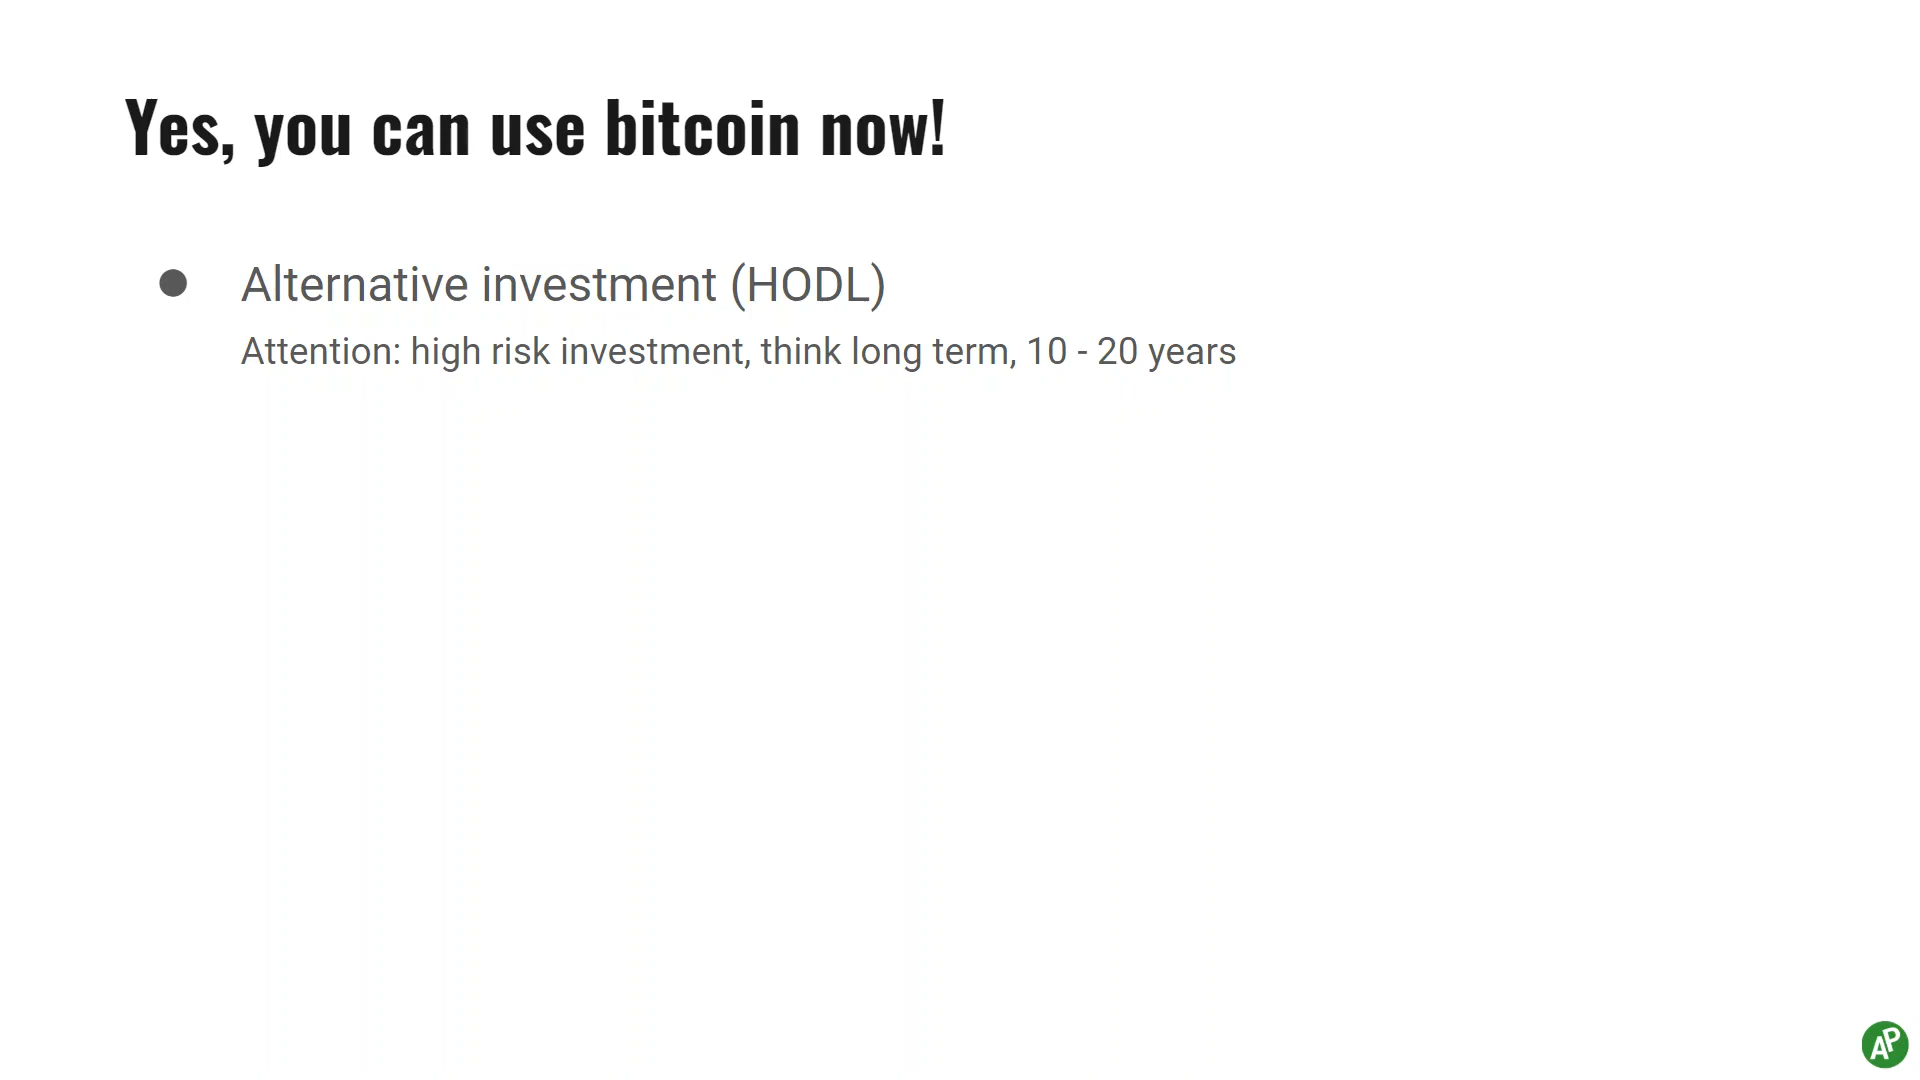 Yes, you can use bitcoin now!
● Alternative investment (HODL)
Attention: high risk investment, think long term, 10 - 20 years
AP